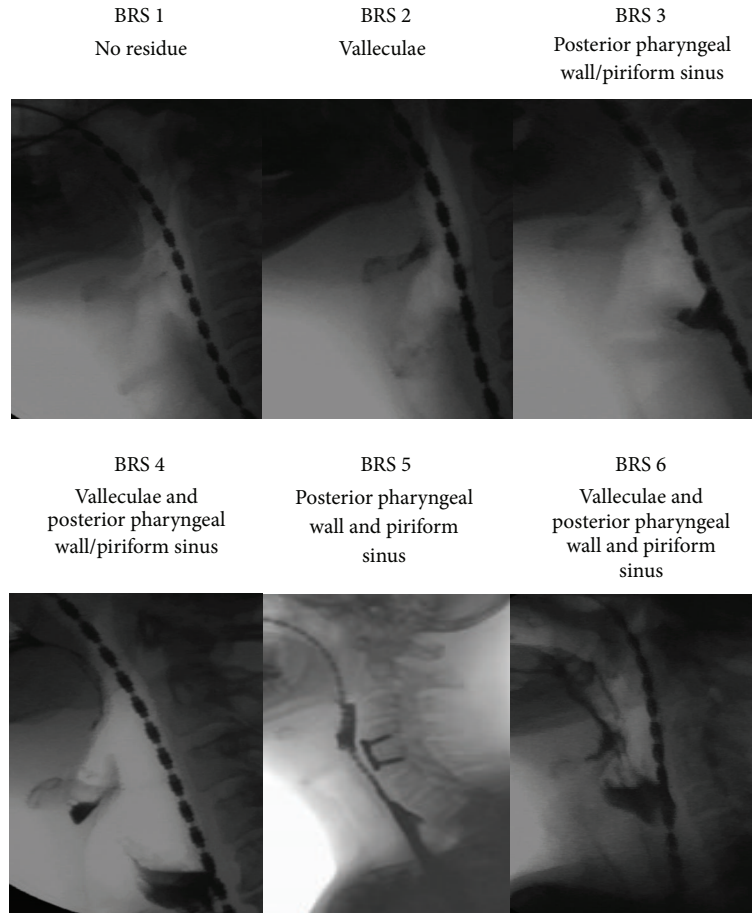 BRS 1
No residue
BRS 2
Valleculae
BRS 3
Posterior pharyngeal
wall/piriform sinus
BRS 4
Valleculae and
posterior pharyngeal
wall/piriform sinus
BRS 5
Posterior pharyngeal
wall and piriform
sinus
BRS 6
Valleculae and
posterior pharyngeal
wall and piriform
sinus